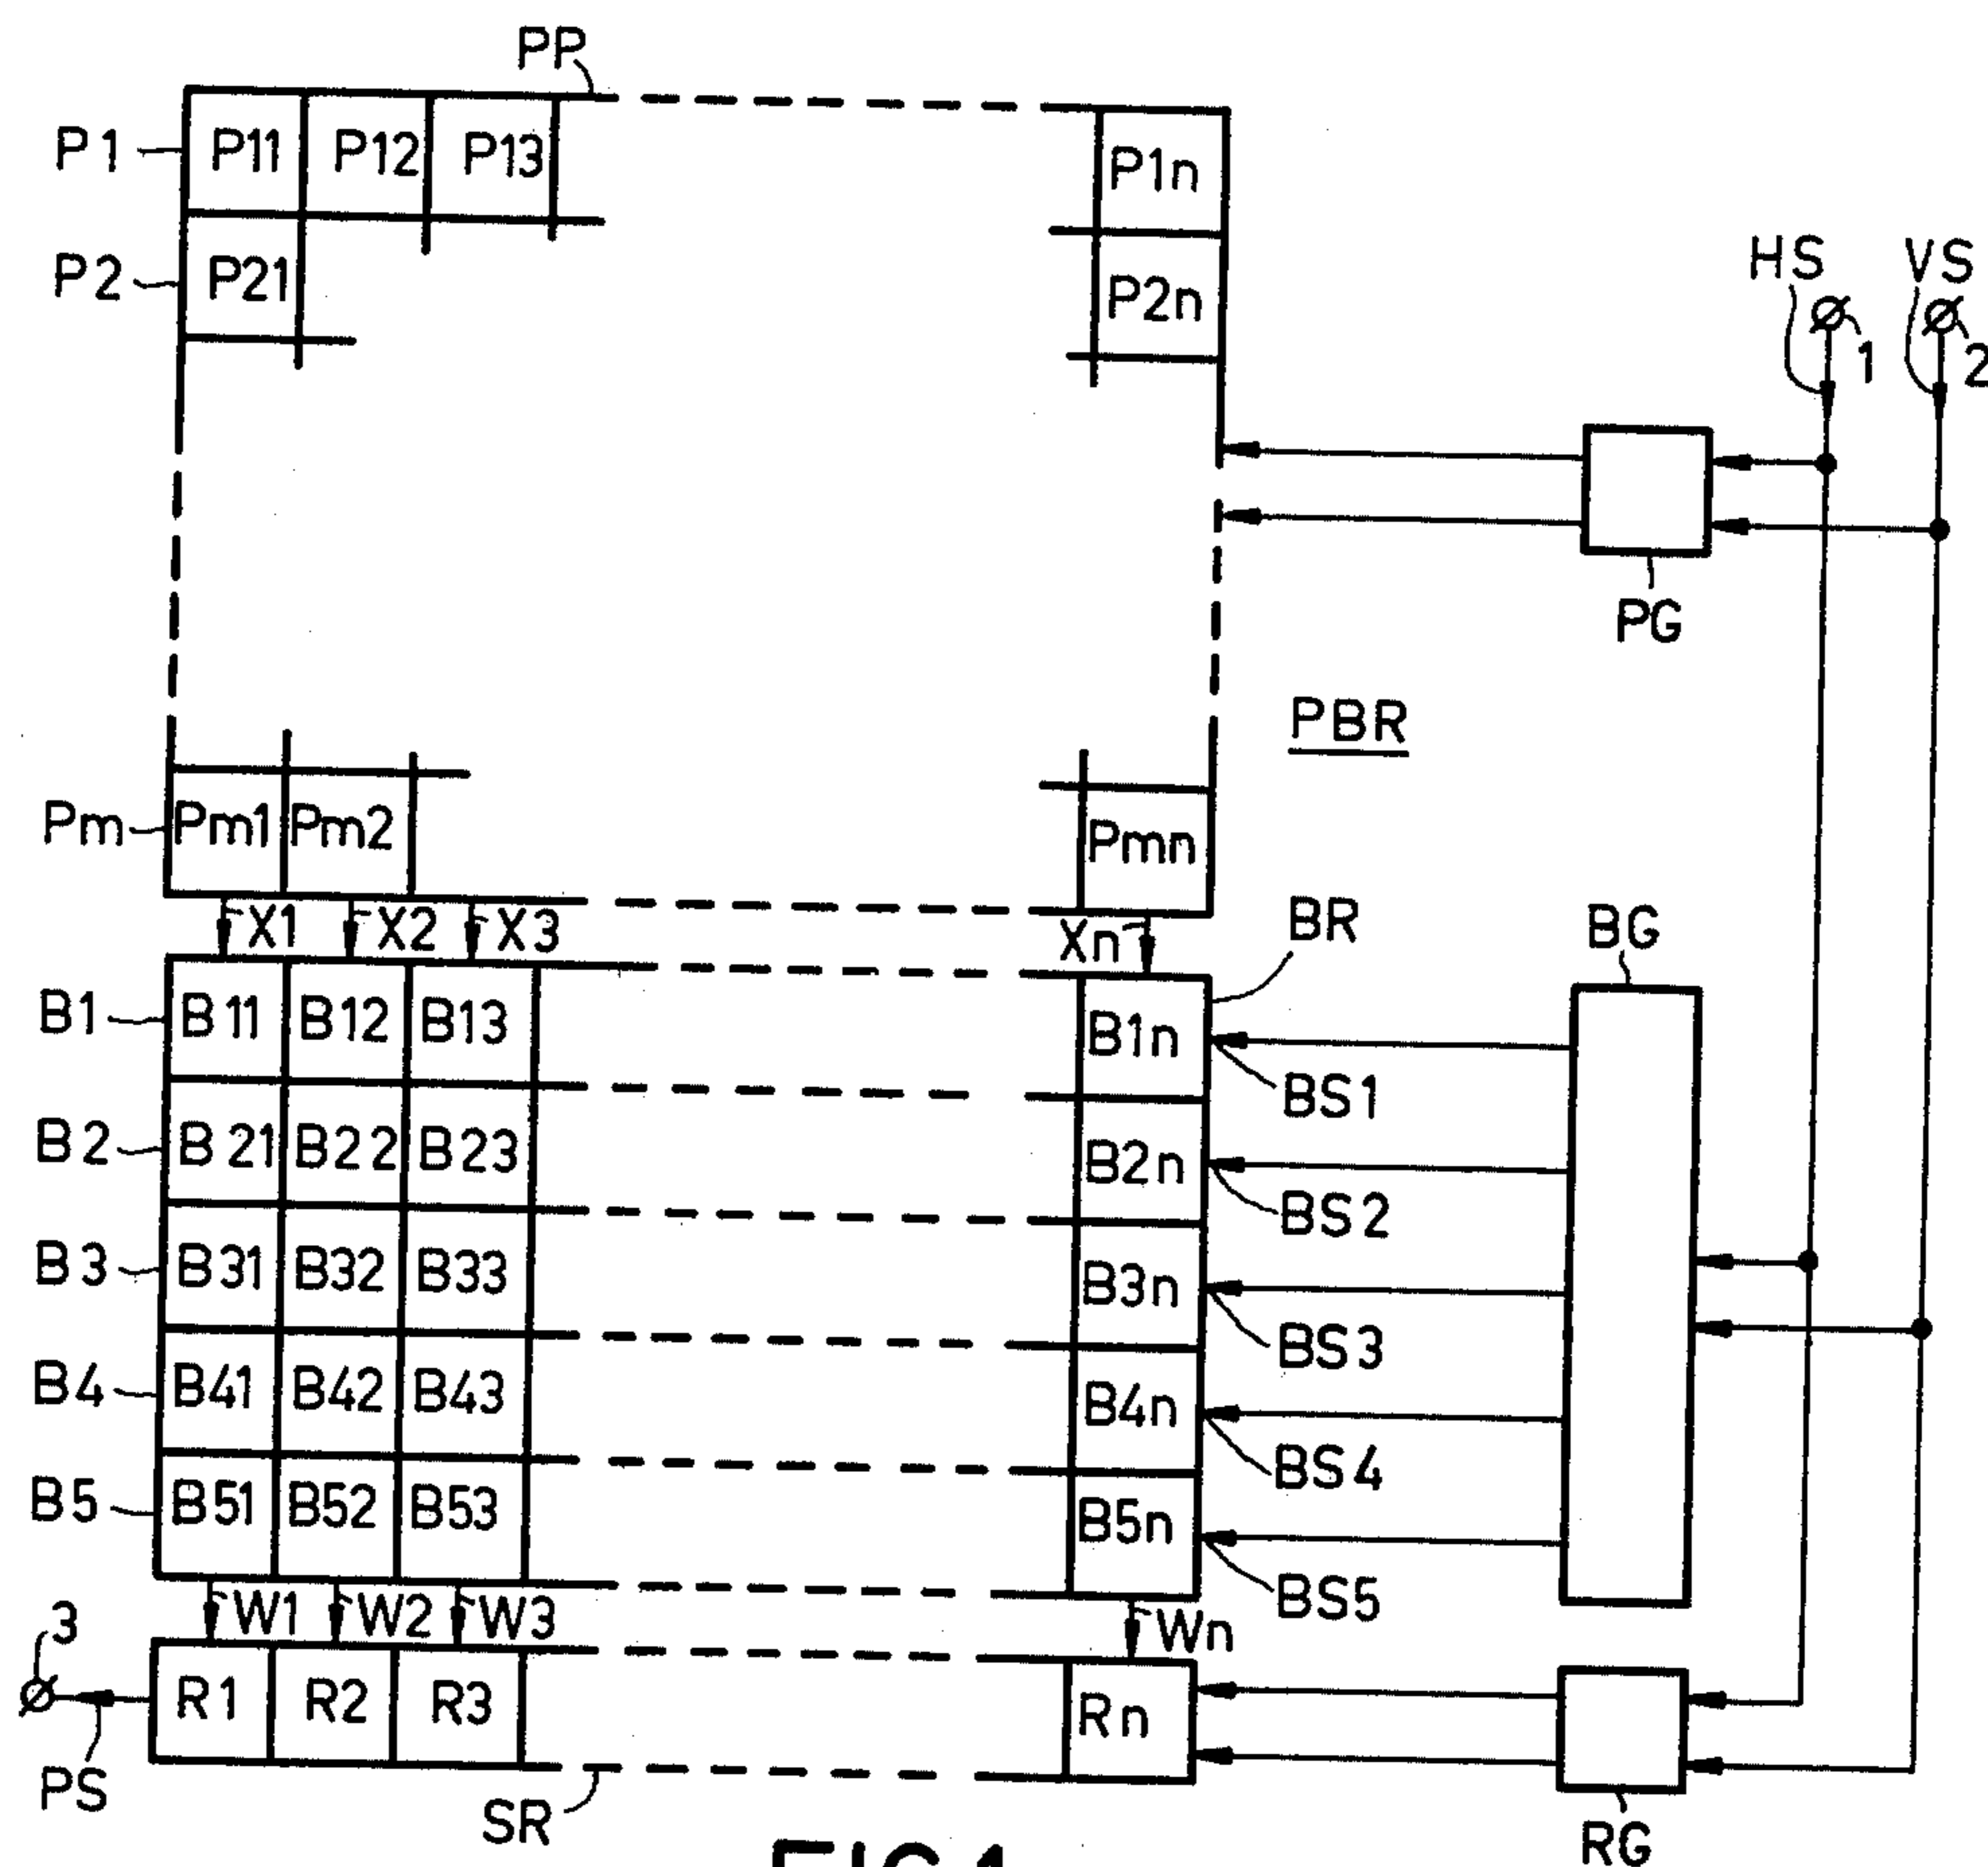 PP
P1 P11 P12 P13 P1n
P2 P21 P2n
HS VS
1 2
PG
PBR
Pm Pm1 Pm2 Pmn
X1 X2 X3 Xn BR BG
B1 B11 B12 B13 B1n
BS1
B2 B21 B22 B23 B2n
BS2
B3 B31 B32 B33 B3n
BS3
B4 B41 B42 B43 B4n
BS4
B5 B51 B52 B53 B5n
BS5
3 W1 W2 W3 Wn
R1 R2 R3 Rn
PS SR RG
FIG.1